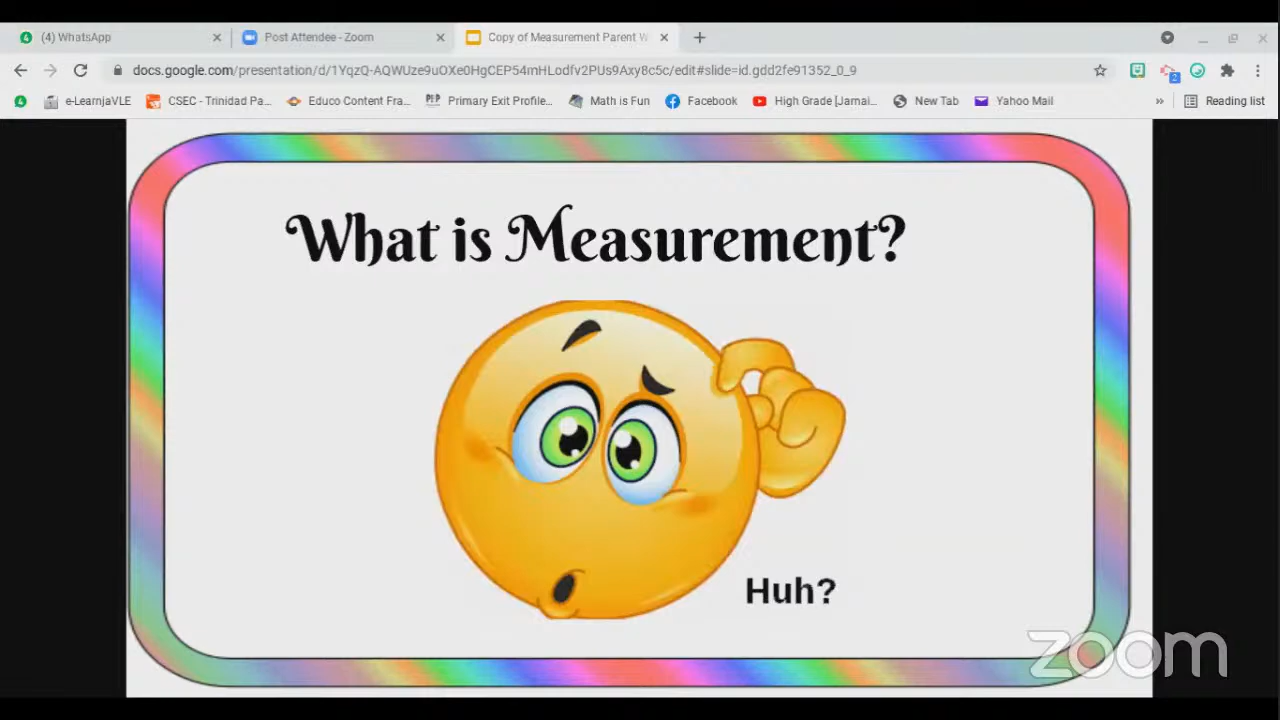 (4) WhatsApp
Post Attendee - Zoom
Copy of Measurement Parent W
docs.google.com/presentation/d/1YqzQ-AQWUze9uOXe0HgCEP54mHLodfv2PUs9Axy8c5c/edit#slide=id.gdd2fe91352_0_9
2
e-LearnjaVLE
CSEC - Trinidad Pa...
Educo Content Fra...
PEP
Primary Exit Profile...
Math is Fun
Facebook
High Grade [Jamai...
New Tab
Yahoo Mail
»
Reading list
What is Measurement?
Huh?
zoom